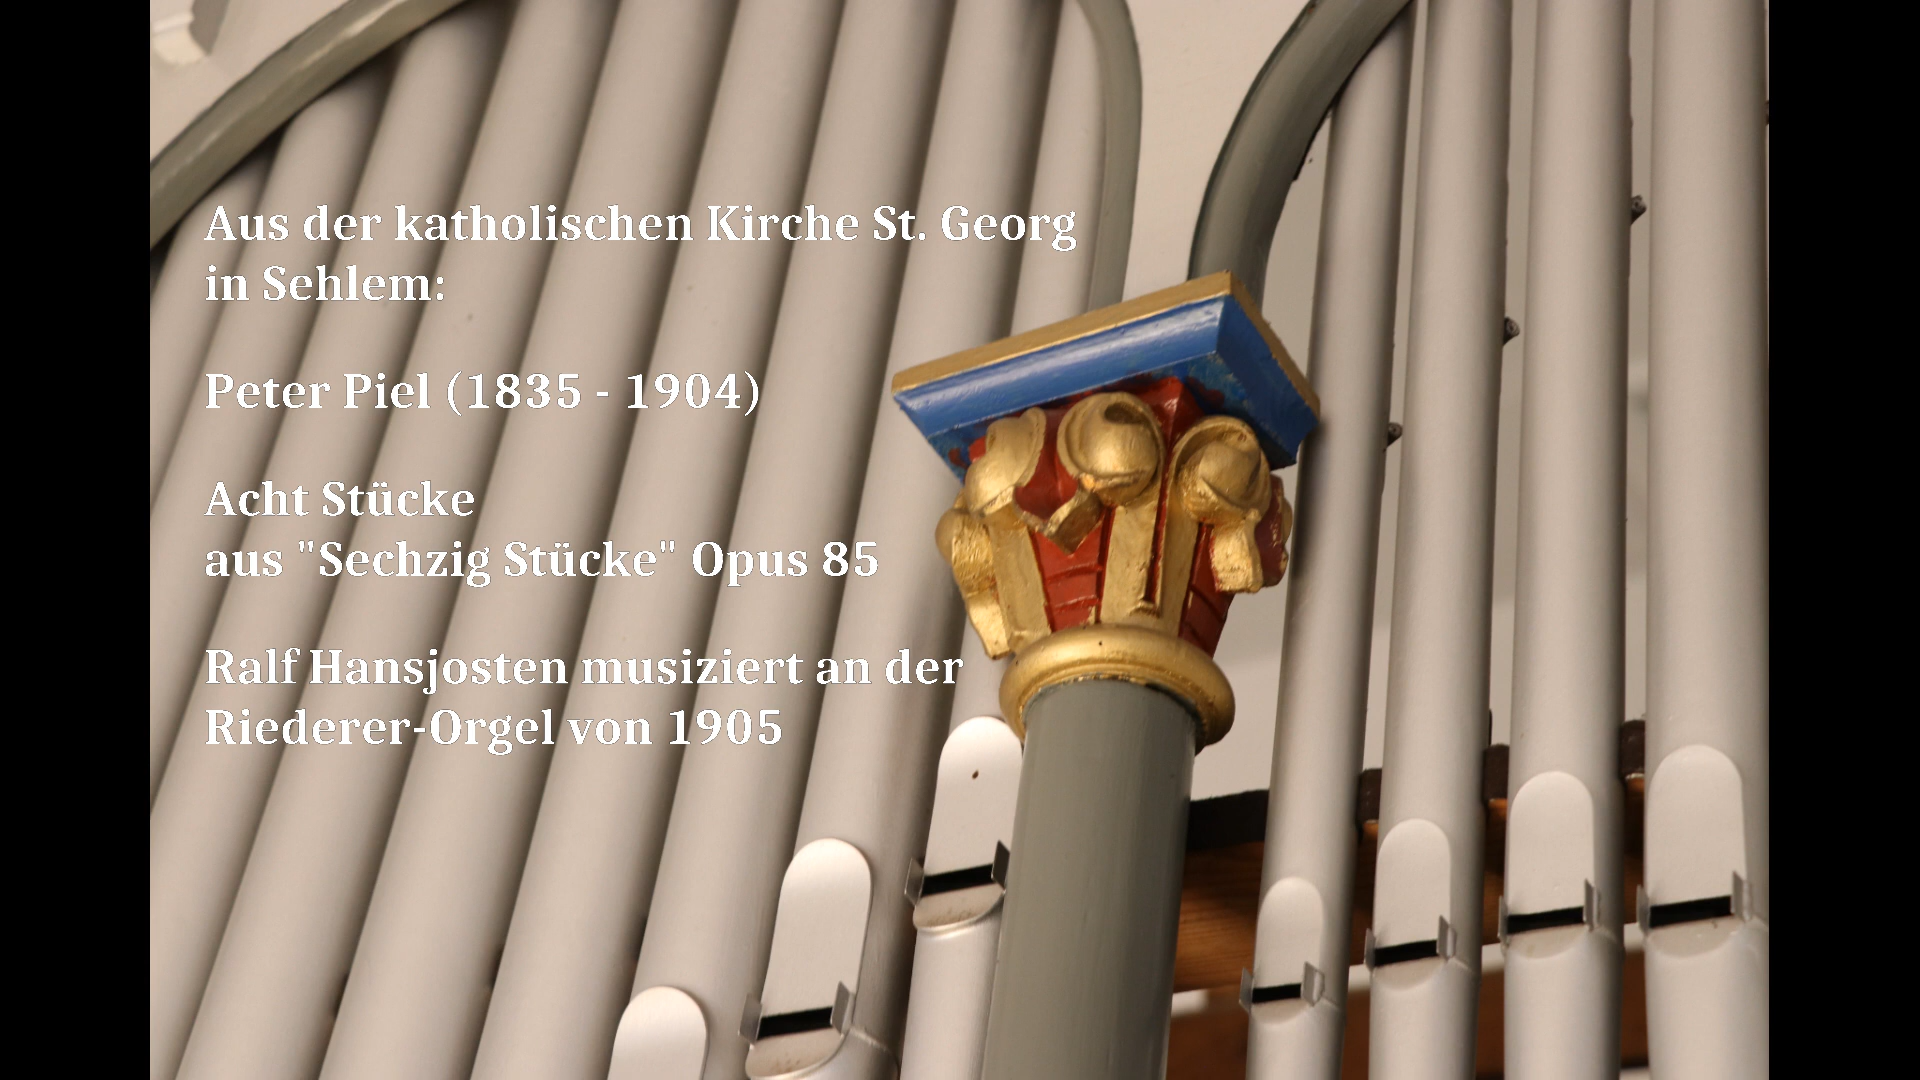 Aus der katholischen Kirche St. Georg
in Sehlem:
Peter Piel (1835 - 1904)
Acht Stücke
aus "Sechzig Stücke" Opus 85
Ralf Hansjosten musiziert an der
Riederer-Orgel von 1905